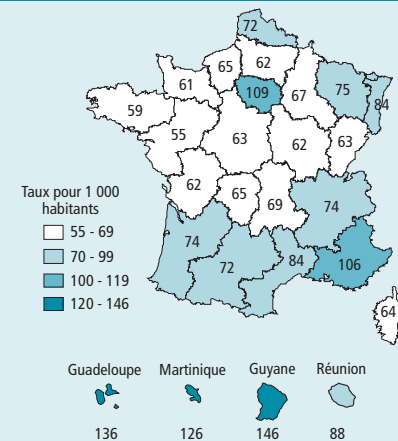 72
65
62
61
109
67
75
84
59
55
63
62
63
62
65
69
74
74
72
84
106
64
Taux pour 1 000
habitants
55 - 69
70 - 99
100 - 119
120 - 146
Guadeloupe Martinique Guyane Réunion
136 126 146 88